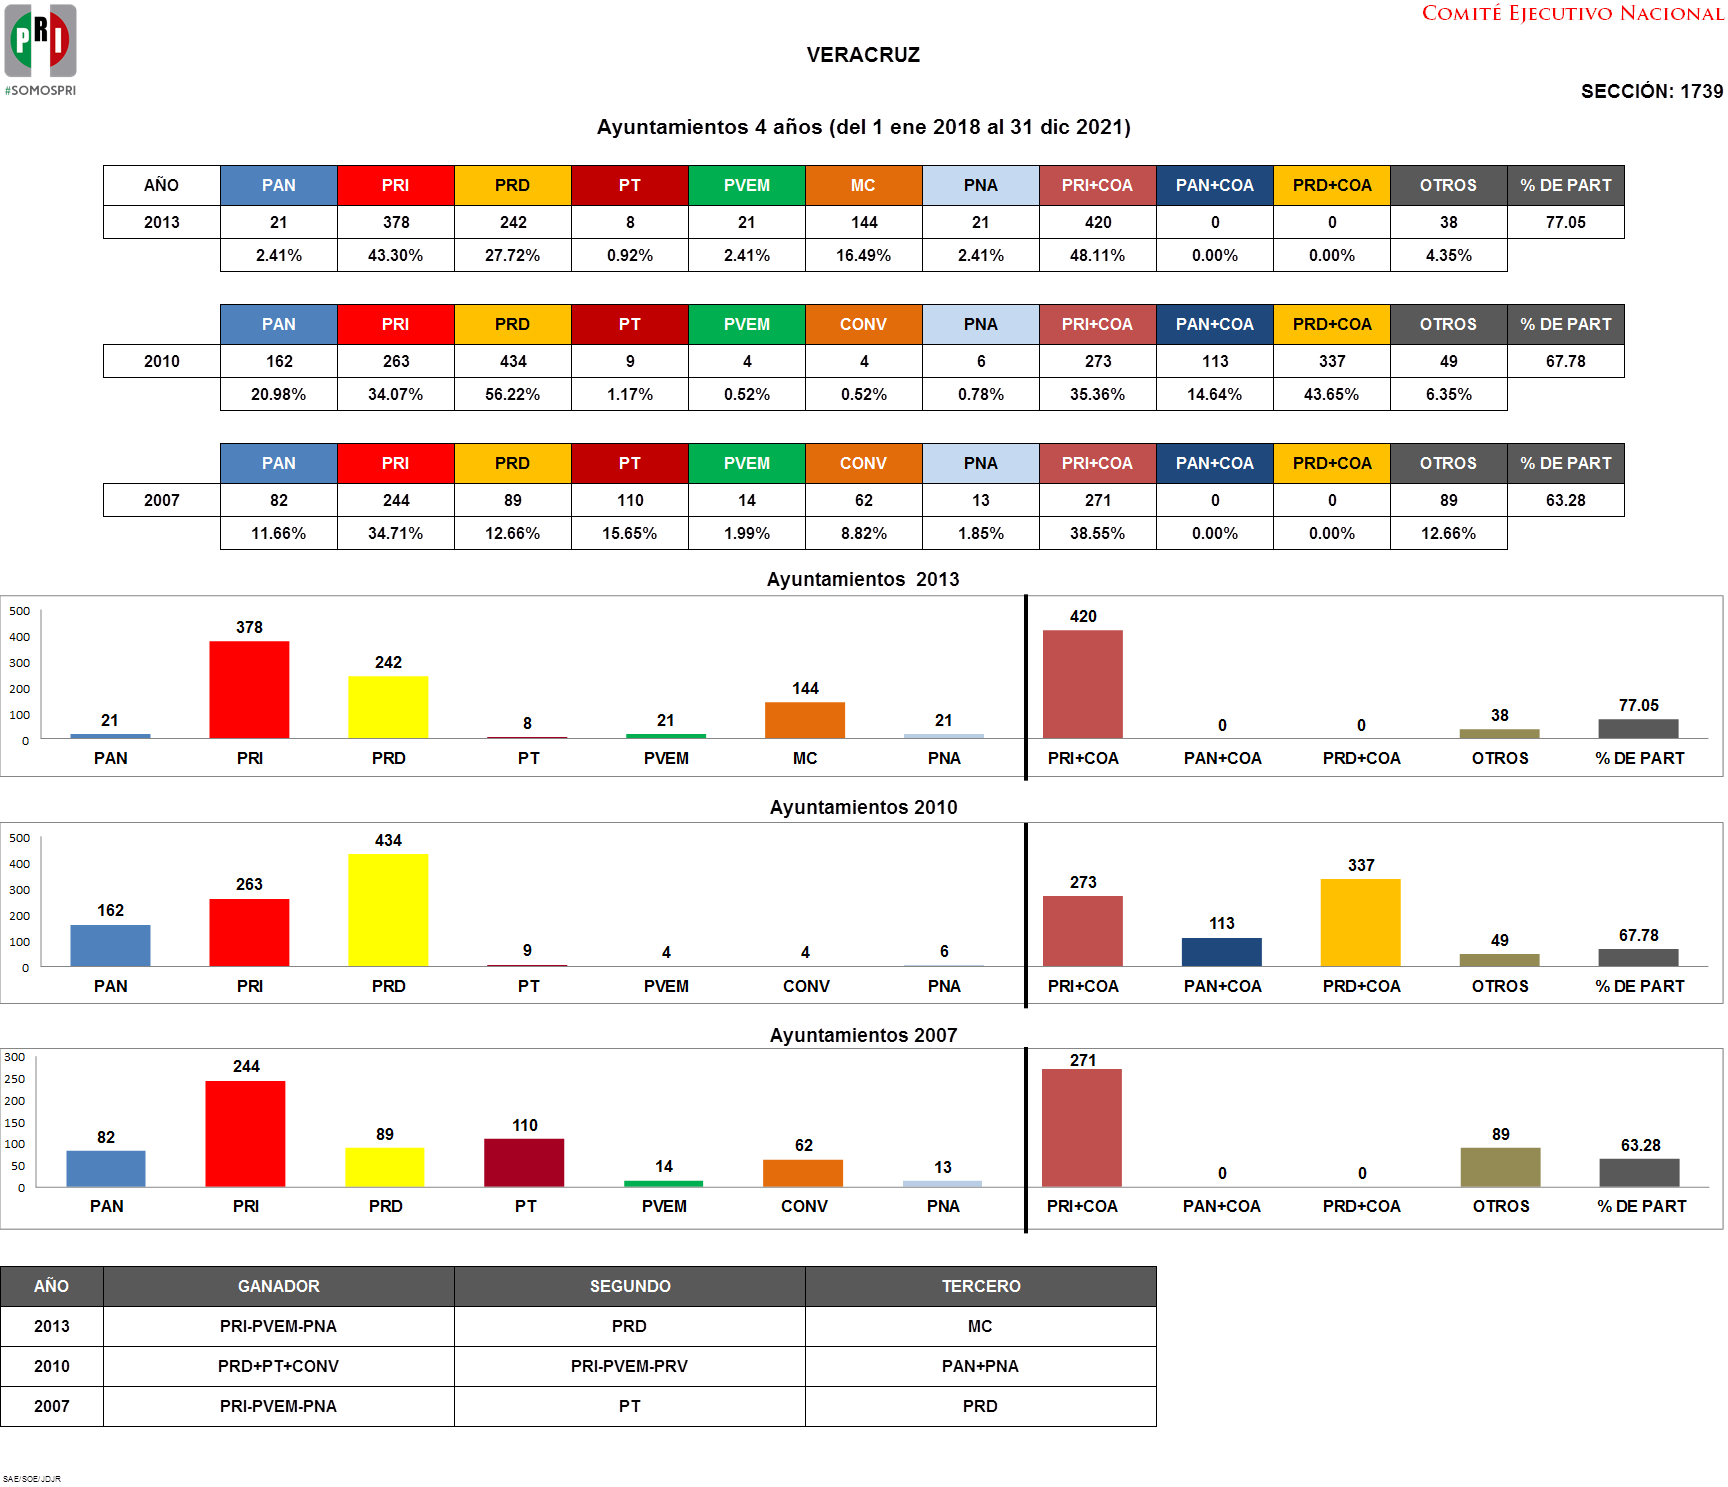 PRI
#SOMOSPRI
COMITÉ EJECUTIVO NACIONAL
VERACRUZ
SECCIÓN: 1739
Ayuntamientos 4 años (del 1 ene 2018 al 31 dic 2021)
AÑO PAN PRI PRD PT PVEM MC PNA PRI+COA PAN+COA PRD+COA OTROS % DE PART
2013 21 378 242 8 21 144 21 420 0 0 38 77.05
2.41% 43.30% 27.72% 0.92% 2.41% 16.49% 2.41% 48.11% 0.00% 0.00% 4.35%
PAN PRI PRD PT PVEM CONV PNA PRI+COA PAN+COA PRD+COA OTROS % DE PART
2010 162 263 434 9 4 4 6 273 113 337 49 67.78
20.98% 34.07% 56.22% 1.17% 0.52% 0.52% 0.78% 35.36% 14.64% 43.65% 6.35%
PAN PRI PRD PT PVEM CONV PNA PRI+COA PAN+COA PRD+COA OTROS % DE PART
2007 82 244 89 110 14 62 13 271 0 0 89 63.28
11.66% 34.71% 12.66% 15.65% 1.99% 8.82% 1.85% 38.55% 0.00% 0.00% 12.66%
Ayuntamientos 2013
500
400
300
200
100
0
21 378 242 8 21 144 21 420 0 0 38 77.05
PAN PRI PRD PT PVEM MC PNA PRI+COA PAN+COA PRD+COA OTROS % DE PART
Ayuntamientos 2010
500
400
300
200
100
0
162 263 434 9 4 4 6 273 113 337 49 67.78
PAN PRI PRD PT PVEM CONV PNA PRI+COA PAN+COA PRD+COA OTROS % DE PART
Ayuntamientos 2007
300
250
200
150
100
50
0
82 244 89 110 14 62 13 271 0 0 89 63.28
PAN PRI PRD PT PVEM CONV PNA PRI+COA PAN+COA PRD+COA OTROS % DE PART
AÑO GANADOR SEGUNDO TERCERO
2013 PRI-PVEM-PNA PRD MC
2010 PRD+PT+CONV PRI-PVEM-PRV PAN+PNA
2007 PRI-PVEM-PNA PT PRD
SAE/SOE/JDJR